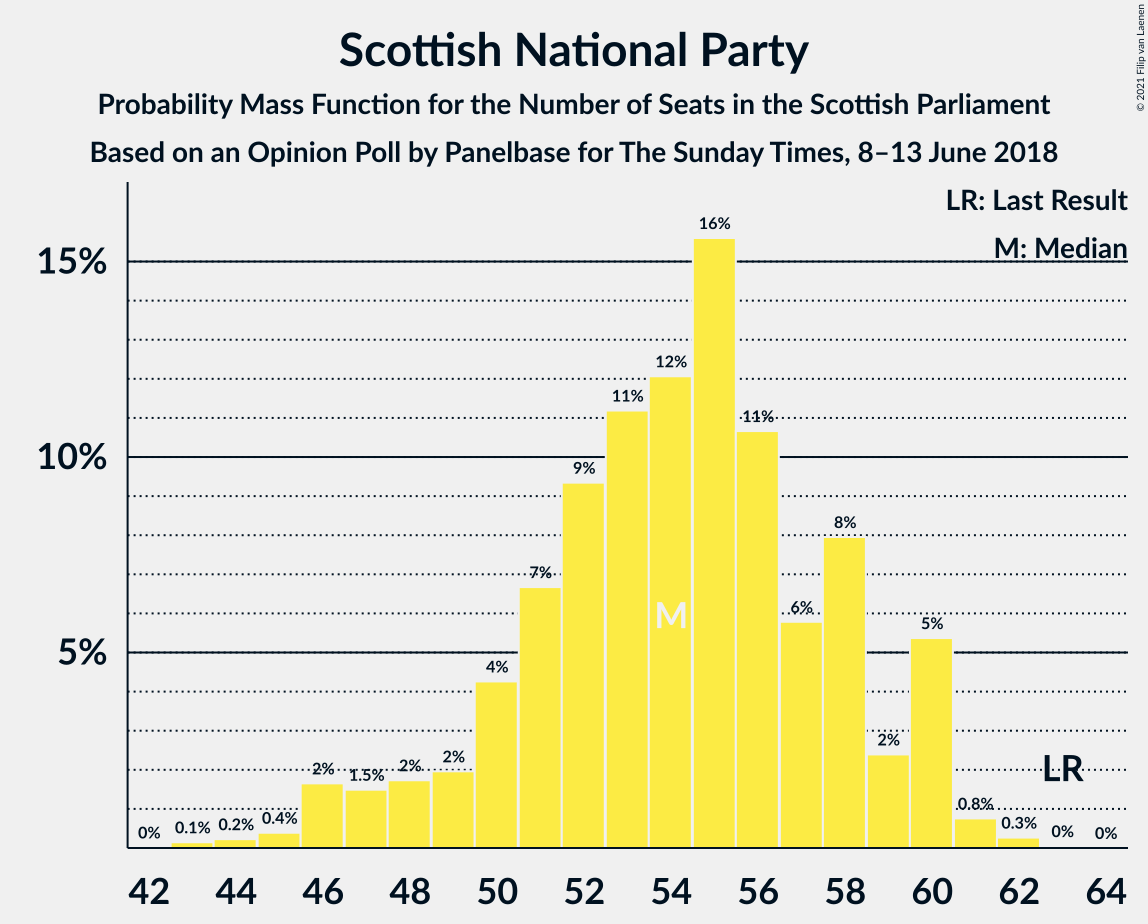 Scottish National Party
Probability Mass Function for the Number of Seats in the Scottish Parliament
Based on an Opinion Poll by Panelbase for The Sunday Times, 8–13 June 2018
© 2021 Filip van Laenen
LR: Last Result
M: Median
15%
10%
5%
0%
0.1%
0.2%
0.4%
2%
1.5%
2%
2%
4%
7%
9%
11%
12%
16%
11%
6%
8%
2%
5%
0.8%
0.3%
0%
0%
M
LR
42 44 46 48 50 52 54 56 58 60 62 64